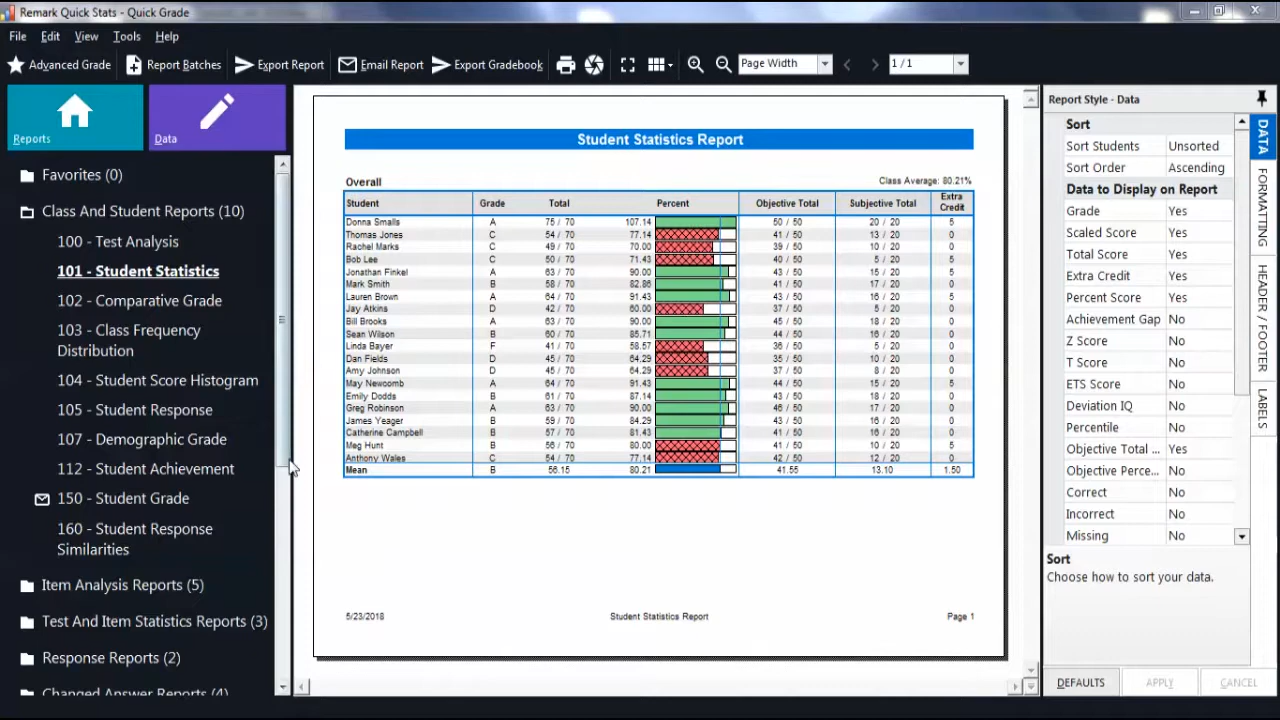 Remark Quick Stats - Quick Grade
File Edit View Tools Help
Advanced Grade Report Batches Export Report Email Report Export Gradebook Page Width 1 / 1
Reports Data
Favorites (0)
Class And Student Reports (10)
100 - Test Analysis
101 - Student Statistics
102 - Comparative Grade
103 - Class Frequency
Distribution
104 - Student Score Histogram
105 - Student Response
107 - Demographic Grade
112 - Student Achievement
150 - Student Grade
160 - Student Response
Similarities
Item Analysis Reports (5)
Test And Item Statistics Reports (3)
Response Reports (2)
Changed Answer Reports (4)
Student Statistics Report
Overall Class Average: 80.21%
Student Grade Total Percent Objective Total Subjective Total Extra Credit
Donna Smalls A 75 / 70 107.14 50 / 50 20 / 20 5
Thomas Jones C 54 / 70 77.14 41 / 50 13 / 20 0
Rachel Marks C 49 / 70 70.00 39 / 50 10 / 20 0
Bob Lee C 50 / 70 71.43 40 / 50 5 / 20 5
Jonathan Finkel A 63 / 70 90.00 43 / 50 15 / 20 5
Mark Smith B 58 / 70 82.86 41 / 50 17 / 20 0
Lauren Brown A 64 / 70 91.43 43 / 50 16 / 20 5
Jay Atkins D 42 / 70 60.00 37 / 50 5 / 20 0
Bill Brooks A 63 / 70 90.00 45 / 50 18 / 20 0
Sean Wilson B 60 / 70 85.71 44 / 50 16 / 20 0
Linda Bayer F 41 / 70 58.57 36 / 50 5 / 20 0
Dan Fields D 45 / 70 64.29 35 / 50 10 / 20 0
Amy Johnson D 45 / 70 64.29 37 / 50 8 / 20 0
May Newcomb A 64 / 70 91.43 44 / 50 15 / 20 5
Emily Dodds B 61 / 70 87.14 43 / 50 18 / 20 0
Greg Robinson A 63 / 70 90.00 46 / 50 17 / 20 0
James Yeager B 59 / 70 84.29 43 / 50 16 / 20 0
Catherine Campbell B 57 / 70 81.43 41 / 50 16 / 20 0
Meg Hunt B 56 / 70 80.00 41 / 50 10 / 20 5
Anthony Wales C 54 / 70 77.14 42 / 50 12 / 20 0
Mean B 56.15 80.21 41.55 13.10 1.50
5/23/2018 Student Statistics Report Page 1
Report Style - Data
Sort
Sort Students Unsorted
Sort Order Ascending
Data to Display on Report
Grade Yes
Scaled Score Yes
Total Score Yes
Extra Credit Yes
Percent Score Yes
Achievement Gap No
Z Score No
T Score No
ETS Score No
Deviation IQ No
Percentile No
Objective Total ... Yes
Objective Perce... No
Correct No
Incorrect No
Missing No
Sort
Choose how to sort your data.
DEFAULTS APPLY CANCEL
DATA
FORMATTING
HEADER / FOOTER
LABELS